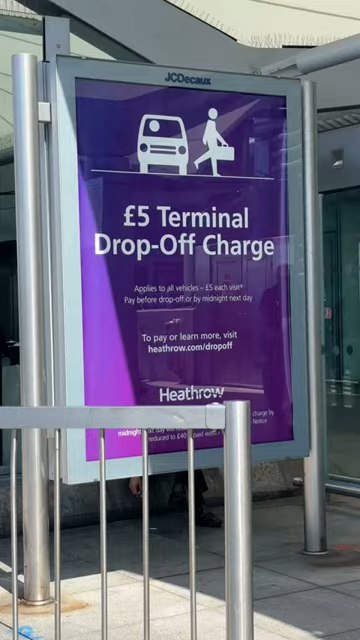 JCDecaux
£5 Terminal
Drop-Off Charge
Applies to all vehicles – £5 each visit*
Pay before drop-off or by midnight next day
To pay or learn more, visit
heathrow.com/dropoff
Heathrow
charge by
midnight
Notice
reduced to £40 paid